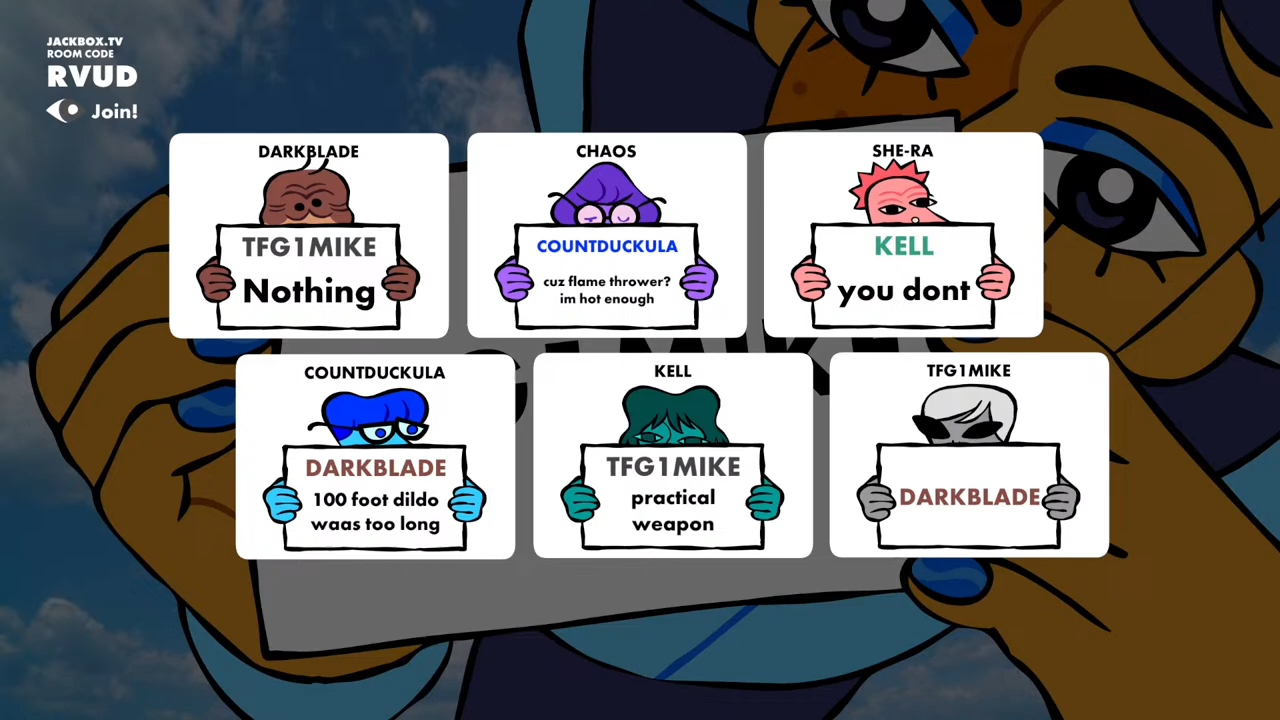 JACKBOX.TV
ROOM CODE
RVUD
Join!
DARKBLADE
TFG1MIKE
Nothing
CHAOS
COUNTDUCKULA
cuz flame thrower?
im hot enough
SHE-RA
KELL
you dont
COUNTDUCKULA
DARKBLADE
100 foot dildo
waas too long
KELL
TFG1MIKE
practical
weapon
TFG1MIKE
DARKBLADE